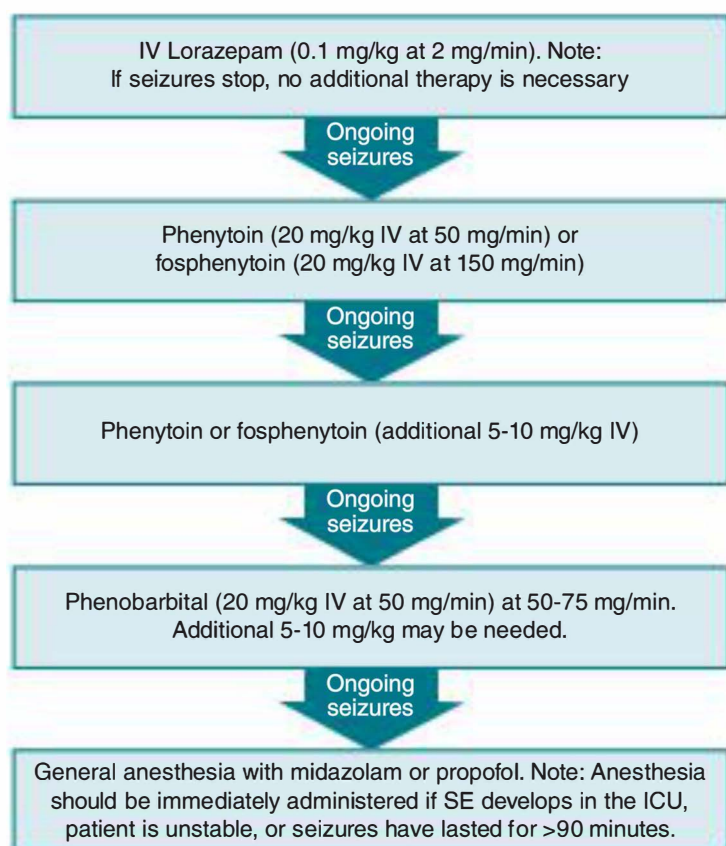 IV Lorazepam (0.1 mg/kg at 2 mg/min). Note:
If seizures stop, no additional therapy is necessary
Ongoing
seizures
Phenytoin (20 mg/kg IV at 50 mg/min) or
fosphenytoin (20 mg/kg IV at 150 mg/min)
Ongoing
seizures
Phenytoin or fosphenytoin (additional 5-10 mg/kg IV)
Ongoing
seizures
Phenobarbital (20 mg/kg IV at 50 mg/min) at 50-75 mg/min.
Additional 5-10 mg/kg may be needed.
Ongoing
seizures
General anesthesia with midazolam or propofol. Note: Anesthesia
should be immediately administered if SE develops in the ICU,
patient is unstable, or seizures have lasted for >90 minutes.